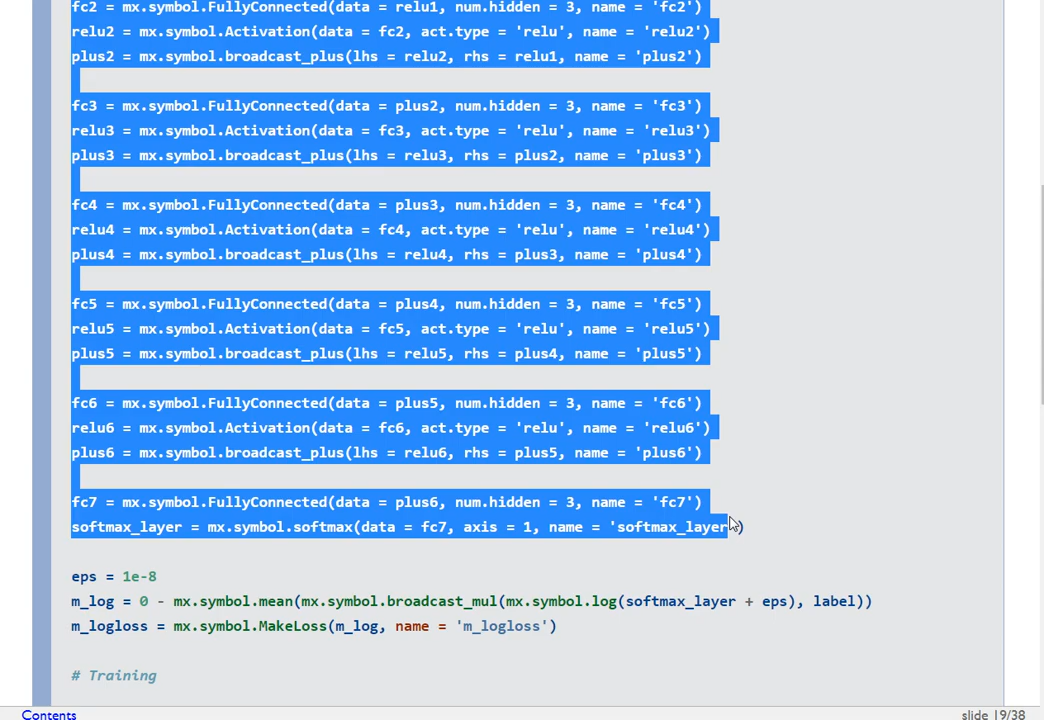 fc2 = mx.symbol.FullyConnected(data = relu1, num.hidden = 3, name = 'fc2')
relu2 = mx.symbol.Activation(data = fc2, act.type = 'relu', name = 'relu2')
plus2 = mx.symbol.broadcast_plus(lhs = relu2, rhs = relu1, name = 'plus2')
fc3 = mx.symbol.FullyConnected(data = plus2, num.hidden = 3, name = 'fc3')
relu3 = mx.symbol.Activation(data = fc3, act.type = 'relu', name = 'relu3')
plus3 = mx.symbol.broadcast_plus(lhs = relu3, rhs = plus2, name = 'plus3')
fc4 = mx.symbol.FullyConnected(data = plus3, num.hidden = 3, name = 'fc4')
relu4 = mx.symbol.Activation(data = fc4, act.type = 'relu', name = 'relu4')
plus4 = mx.symbol.broadcast_plus(lhs = relu4, rhs = plus3, name = 'plus4')
fc5 = mx.symbol.FullyConnected(data = plus4, num.hidden = 3, name = 'fc5')
relu5 = mx.symbol.Activation(data = fc5, act.type = 'relu', name = 'relu5')
plus5 = mx.symbol.broadcast_plus(lhs = relu5, rhs = plus4, name = 'plus5')
fc6 = mx.symbol.FullyConnected(data = plus5, num.hidden = 3, name = 'fc6')
relu6 = mx.symbol.Activation(data = fc6, act.type = 'relu', name = 'relu6')
plus6 = mx.symbol.broadcast_plus(lhs = relu6, rhs = plus5, name = 'plus6')
fc7 = mx.symbol.FullyConnected(data = plus6, num.hidden = 3, name = 'fc7')
softmax_layer = mx.symbol.softmax(data = fc7, axis = 1, name = 'softmax_layer')
eps = 1e-8
m_log = 0 - mx.symbol.mean(mx.symbol.broadcast_mul(mx.symbol.log(softmax_layer + eps), label))
m_logloss = mx.symbol.MakeLoss(m_log, name = 'm_logloss')
# Training
Contents
slide 19/38